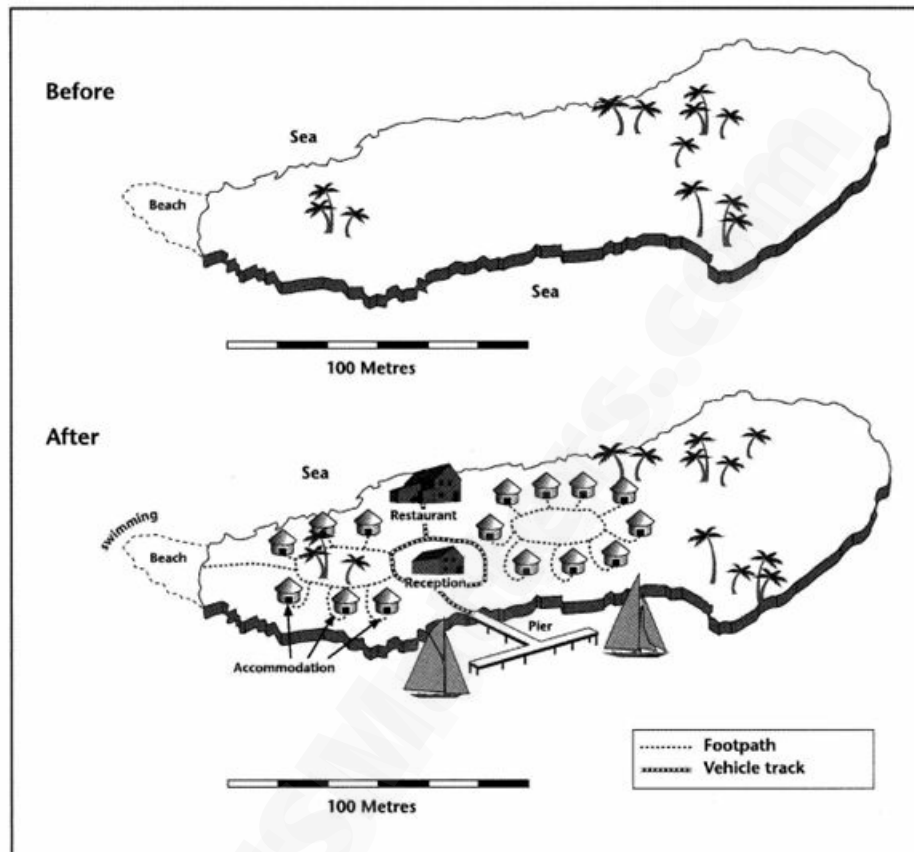 Before
Sea
Beach
Sea
100 Metres
After
Sea
Restaurant
swimming
Beach
Reception
Pier
Accommodation
Footpath
Vehicle track
100 Metres